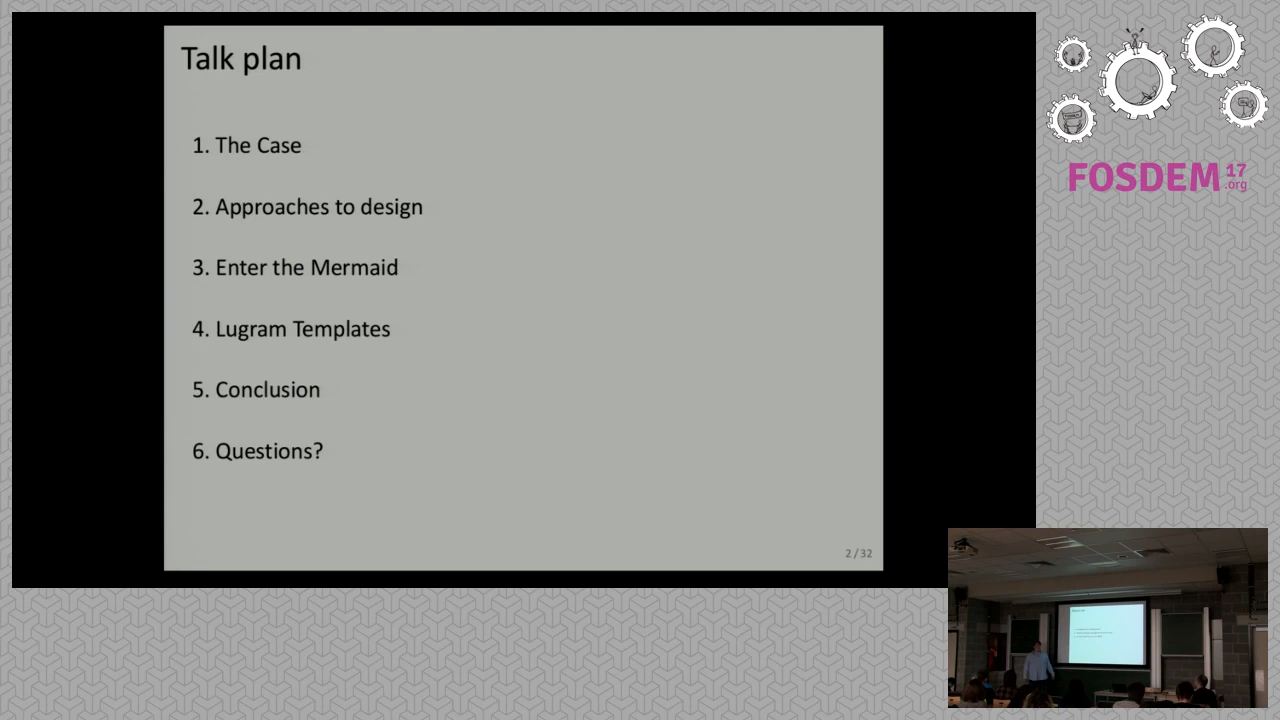 Talk plan
1. The Case
2. Approaches to design
3. Enter the Mermaid
4. Lugram Templates
5. Conclusion
6. Questions?
2 / 32
FOSDEM 17
.org